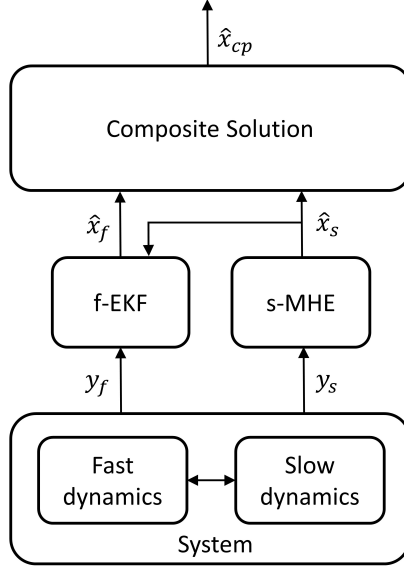 x̂_cp
Composite Solution
x̂_f
x̂_s
f-EKF
s-MHE
y_f
y_s
Fast
dynamics
Slow
dynamics
System